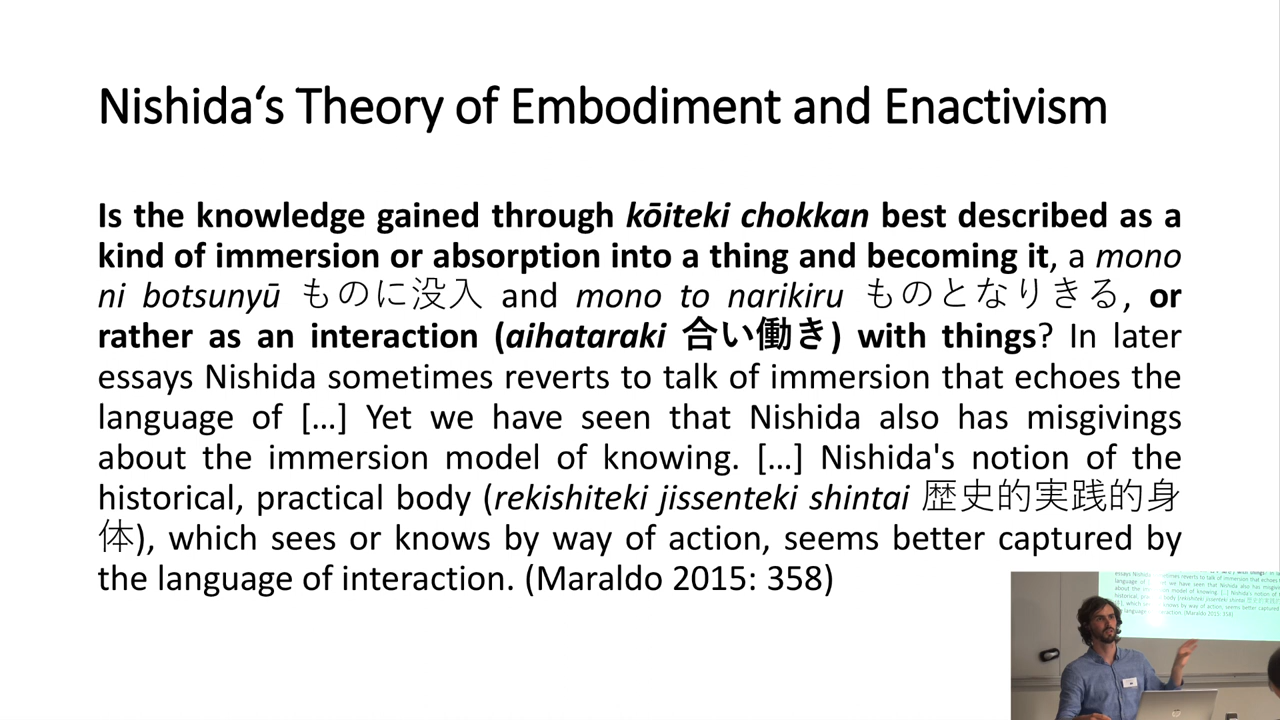 Nishida‘s Theory of Embodiment and Enactivism
Is the knowledge gained through kōiteki chokkan best described as a
kind of immersion or absorption into a thing and becoming it, a mono
ni botsunyū ものに没入 and mono to narikiru ものとなりきる, or
rather as an interaction (aihataraki 合い働き) with things? In later
essays Nishida sometimes reverts to talk of immersion that echoes the
language of […] Yet we have seen that Nishida also has misgivings
about the immersion model of knowing. […] Nishida's notion of the
historical, practical body (rekishiteki jissenteki shintai 歴史的実践的身
体), which sees or knows by way of action, seems better captured by
the language of interaction. (Maraldo 2015: 358)